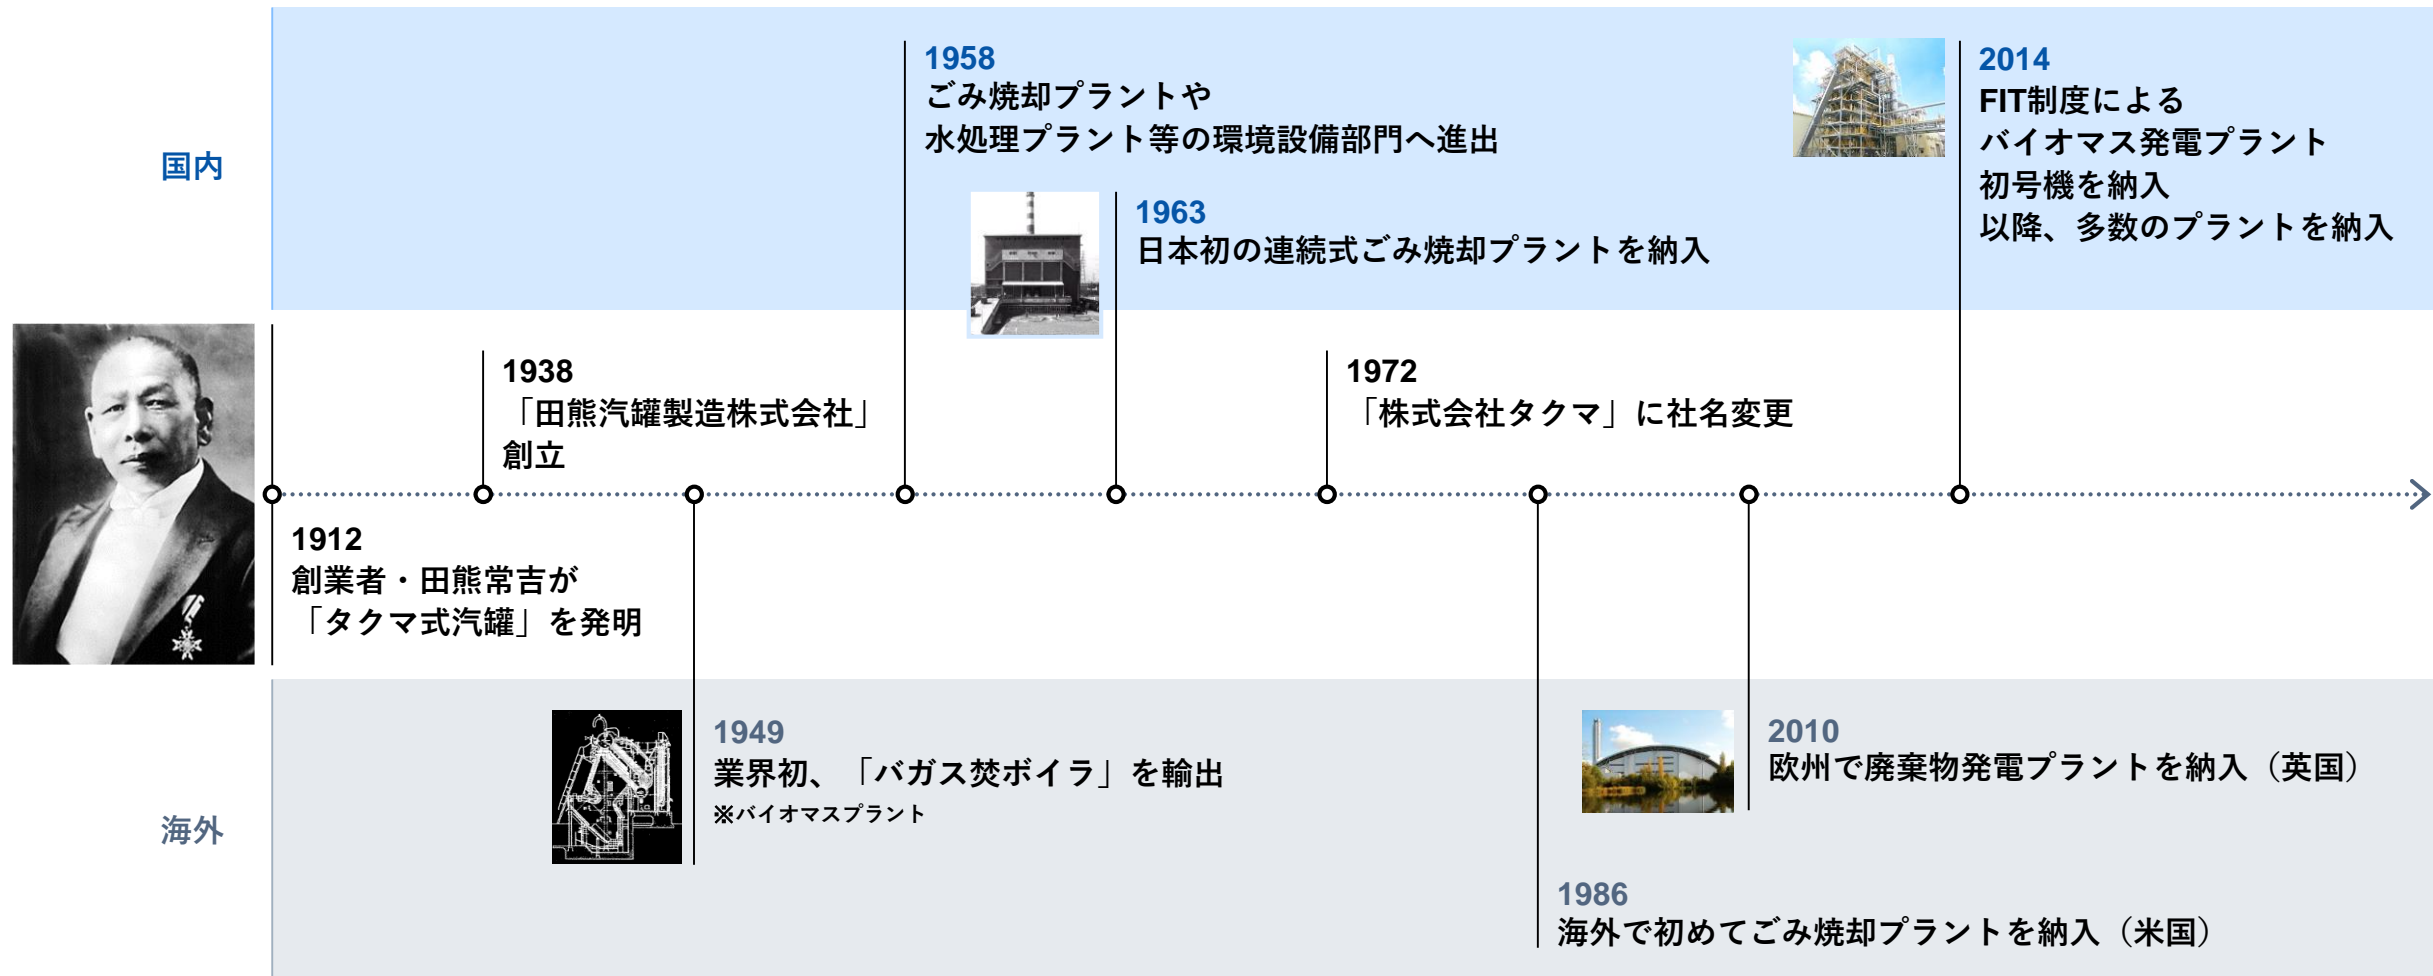 国内
1958
ごみ焼却プラントや
水処理プラント等の環境設備部門へ進出
1963
日本初の連続式ごみ焼却プラントを納入
2014
FIT制度による
バイオマス発電プラント
初号機を納入
以降、多数のプラントを納入
1938
「田熊汽罐製造株式会社」
創立
1972
「株式会社タクマ」に社名変更
1912
創業者・田熊常吉が
「タクマ式汽罐」を発明
海外
1949
業界初、「バガス焚ボイラ」を輸出
※バイオマスプラント
2010
欧州で廃棄物発電プラントを納入（英国）
1986
海外で初めてごみ焼却プラントを納入（米国）